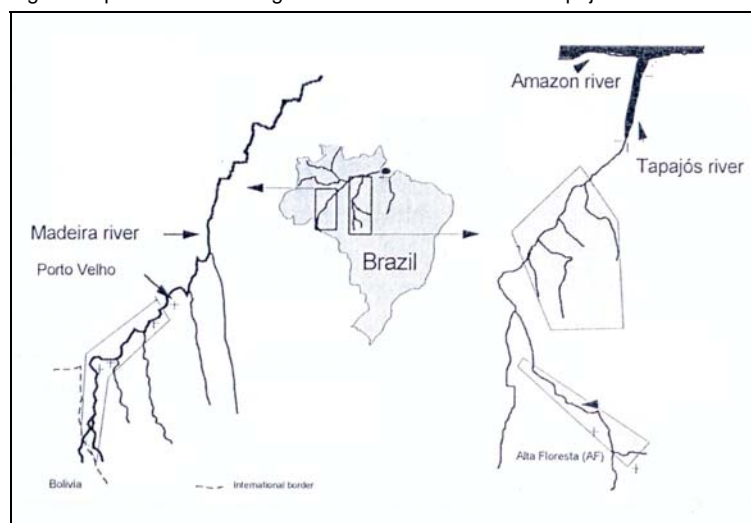 Amazon river
Tapajós river
Madeira river
Porto Velho
Brazil
Alta Floresta (AF)
Bolivia
International border